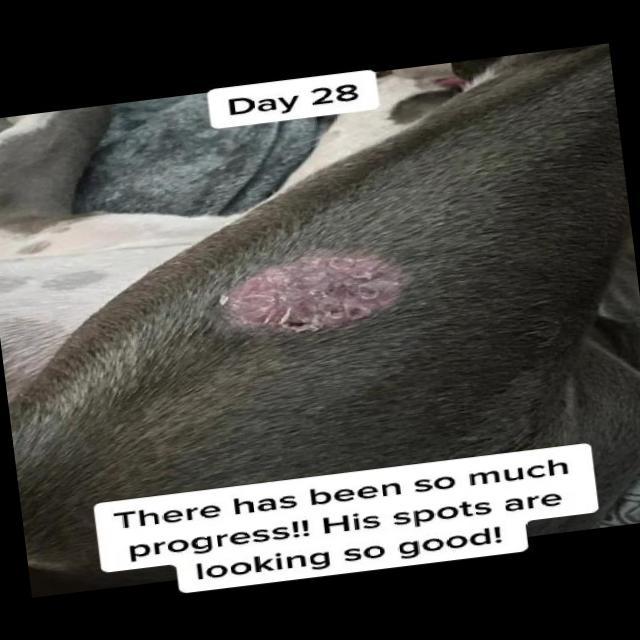 Day 28
There has been so much
progress!! His spots are
looking so good!